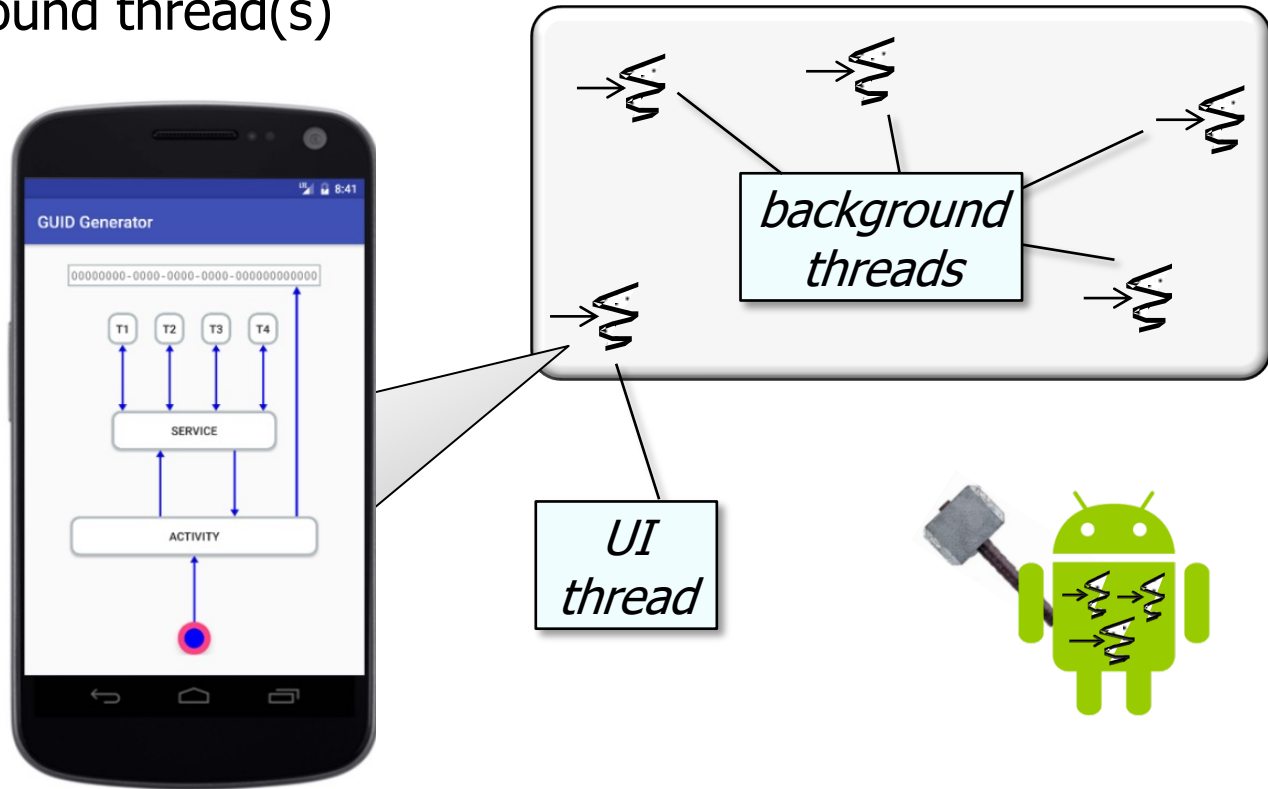 ound thread(s)
8:41
GUID Generator
00000000-0000-0000-0000-000000000000
T1 T2 T3 T4
SERVICE
ACTIVITY
background
threads
UI
thread